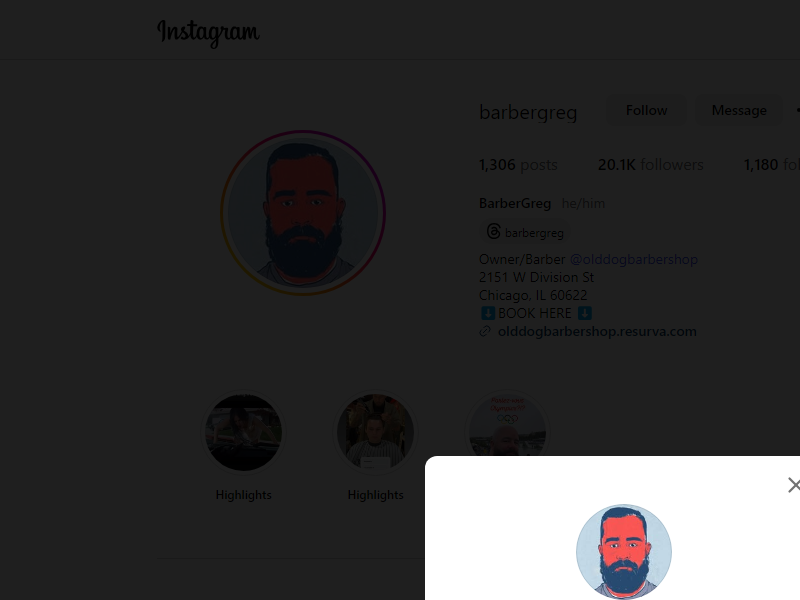 Instagram
barbergreg
Follow
Message
1,306 posts
20.1K followers
1,180 fol
BarberGreg he/him
barbergreg
Owner/Barber @olddogbarbershop
2151 W Division St
Chicago, IL 60622
⬇️BOOK HERE ⬇️
olddogbarbershop.resurva.com
Highlights
Highlights